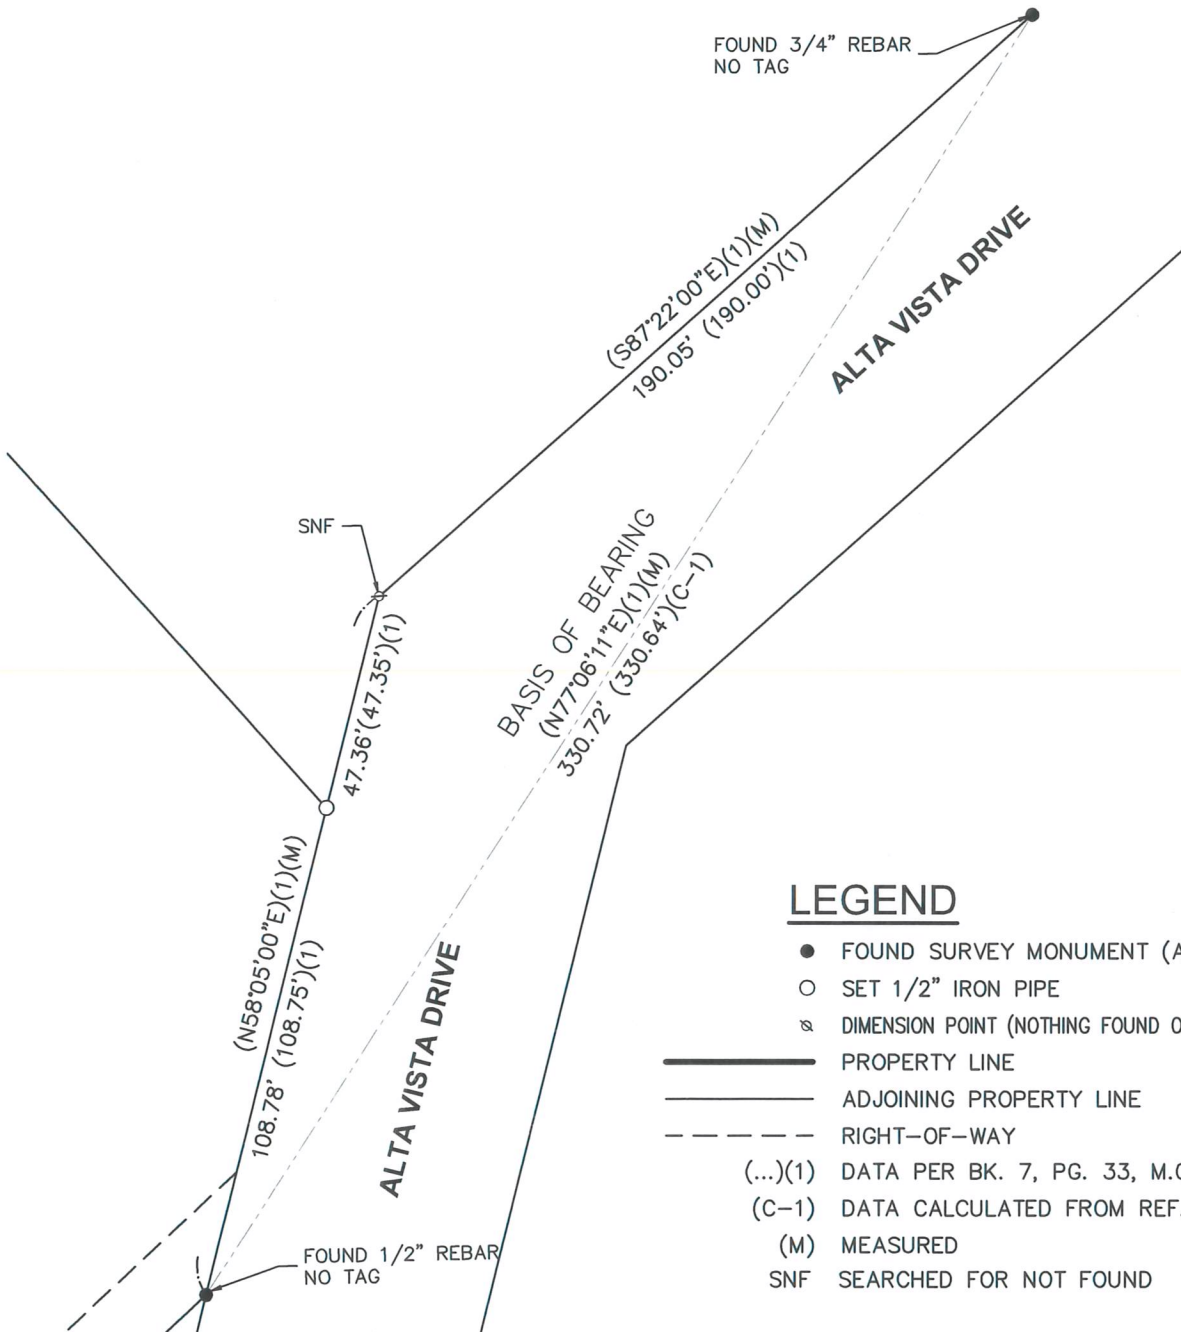 FOUND 3/4" REBAR
NO TAG
(S87°22'00"E)(1)(M)
190.05' (190.00')(1)
ALTA VISTA DRIVE
SNF
BASIS OF BEARING
(N77°06'11"E)(1)(M)
330.72' (330.64')(C-1)
47.36'(47.35')(1)
(N58°05'00"E)(1)(M)
108.78' (108.75')(1)
ALTA VISTA DRIVE
FOUND 1/2" REBAR
NO TAG
LEGEND
FOUND SURVEY MONUMENT (A
SET 1/2" IRON PIPE
DIMENSION POINT (NOTHING FOUND O
PROPERTY LINE
ADJOINING PROPERTY LINE
RIGHT-OF-WAY
(...)(1) DATA PER BK. 7, PG. 33, M.
(C-1) DATA CALCULATED FROM REF.
(M) MEASURED
SNF SEARCHED FOR NOT FOUND